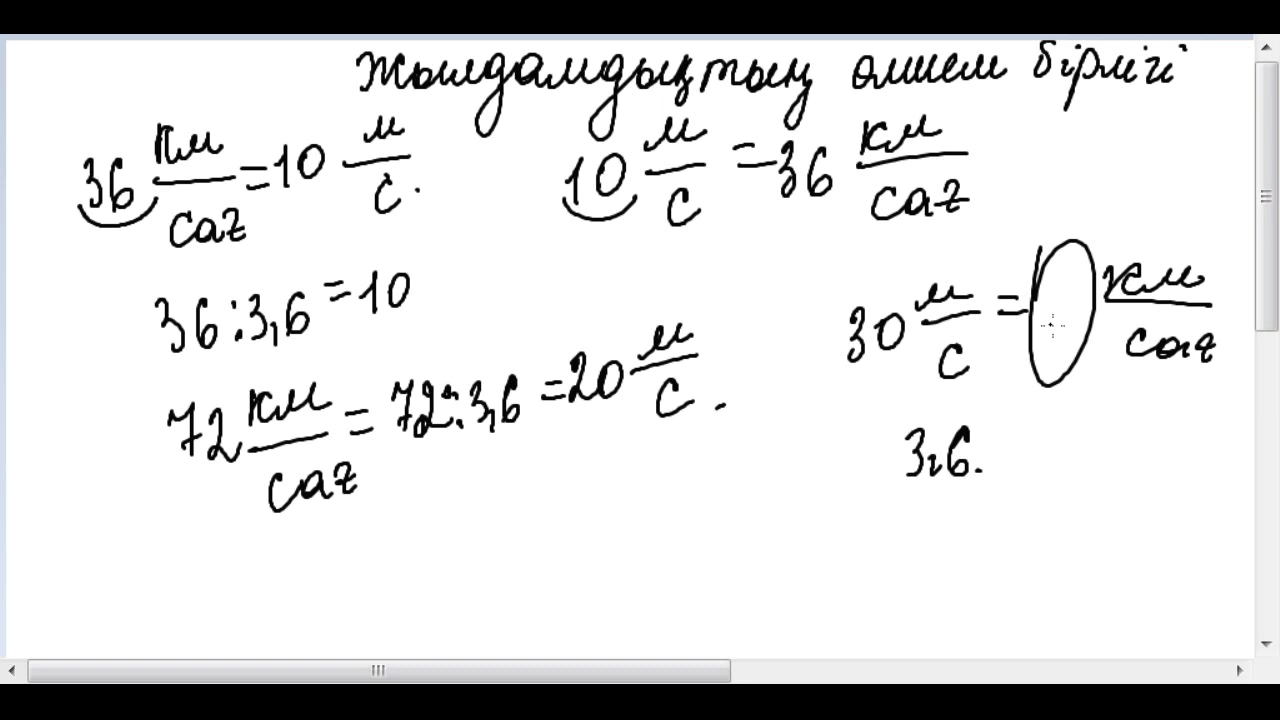 жылдамдықтың өлшем бірлігі
36 км/сағ = 10 м/с.
10 м/с = 36 км/сағ
36 : 3,6 = 10
30 м/с = км/сағ
72 км/сағ = 72 : 3,6 = 20 м/с.
3,6.